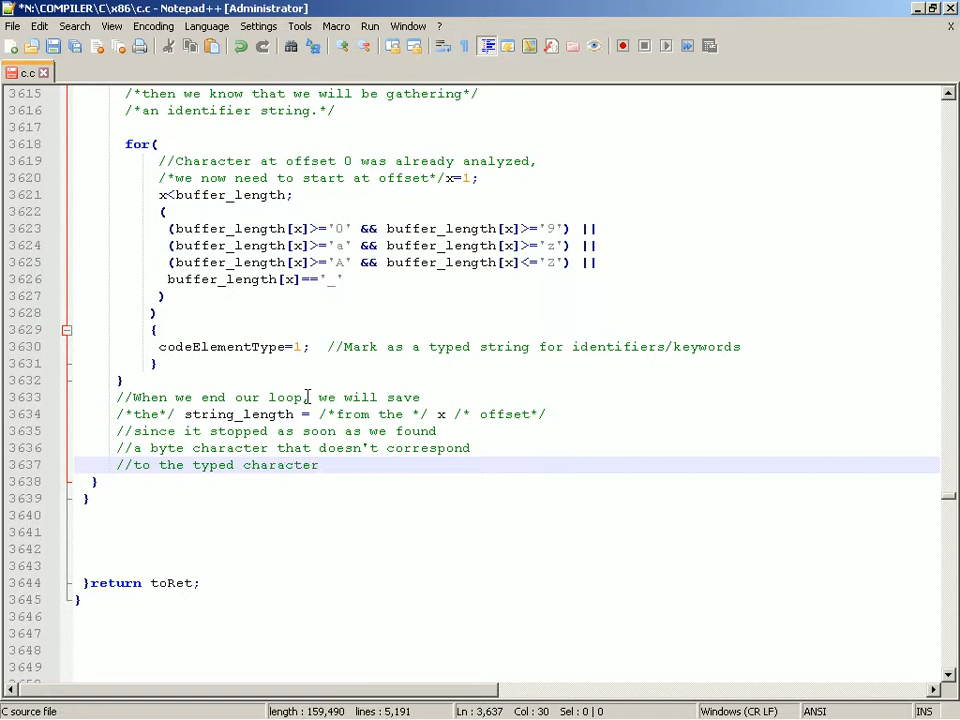 *N:\COMPILER\C\x86\c.c - Notepad++ [Administrator]
File Edit Search View Encoding Language Settings Tools Macro Run Window ? X
c.c
3615 /*then we know that we will be gathering*/
3616 /*an identifier string.*/
3617
3618 for(
3619 //Character at offset 0 was already analyzed,
3620 /*we now need to start at offset*/x=1;
3621 x<buffer_length;
3622 (
3623 (buffer_length[x]>='0' && buffer_length[x]>='9') ||
3624 (buffer_length[x]>='a' && buffer_length[x]>='z') ||
3625 (buffer_length[x]>='A' && buffer_length[x]<='Z') ||
3626 buffer_length[x]=='_'
3627 )
3628 )
3629 {
3630 codeElementType=1; //Mark as a typed string for identifiers/keywords
3631 }
3632 }
3633 //When we end our loop, we will save
3634 /*the*/ string_length = /*from the */ x /* offset*/
3635 //since it stopped as soon as we found
3636 //a byte character that doesn't correspond
3637 //to the typed character
3638 }
3639 }
3640
3641
3642
3643
3644 }return toRet;
3645 }
3646
3647
3648
3649
C source file length : 159,490 lines : 5,191 Ln : 3,637 Col : 30 Sel : 0 | 0 Windows (CR LF) ANSI INS